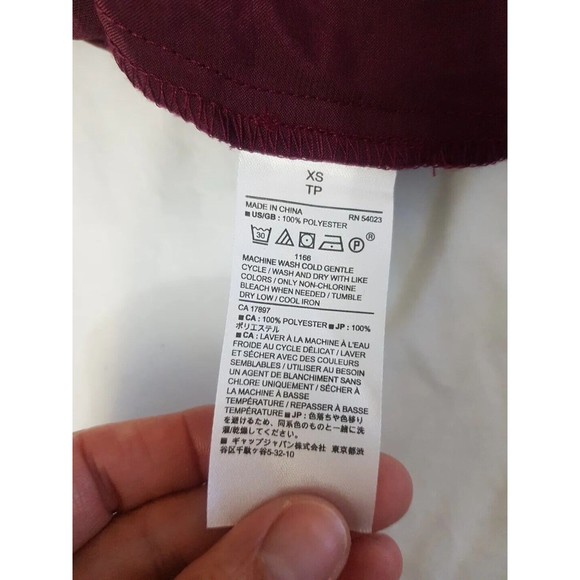 XS
TP
MADE IN CHINA RN 54023
■ US/GB : 100% POLYESTER
30 P ®
1166
MACHINE WASH COLD GENTLE
CYCLE / WASH AND DRY WITH LIKE
COLORS / ONLY NON-CHLORINE
BLEACH WHEN NEEDED / TUMBLE
DRY LOW / COOL IRON
CA 17897
■ CA : 100% POLYESTER ■ JP : 100%
ポリエステル
■ CA : LAVER À LA MACHINE À L'EAU
FROIDE AU CYCLE DÉLICAT / LAVER
ET SÉCHER AVEC DES COULEURS
SEMBLABLES / UTILISER AU BESOIN
UN AGENT DE BLANCHIMENT SANS
CHLORE UNIQUEMENT / SÉCHER À
LA MACHINE À BASSE
TEMPÉRATURE / REPASSER À BASSE
TEMPÉRATURE ■ JP : 色落ちや色移り
を避けるため、同系色のものと一緒に洗
濯/乾燥してください。
■ ギャップジャパン株式会社 東京都渋
谷区千駄ヶ谷5-32-10